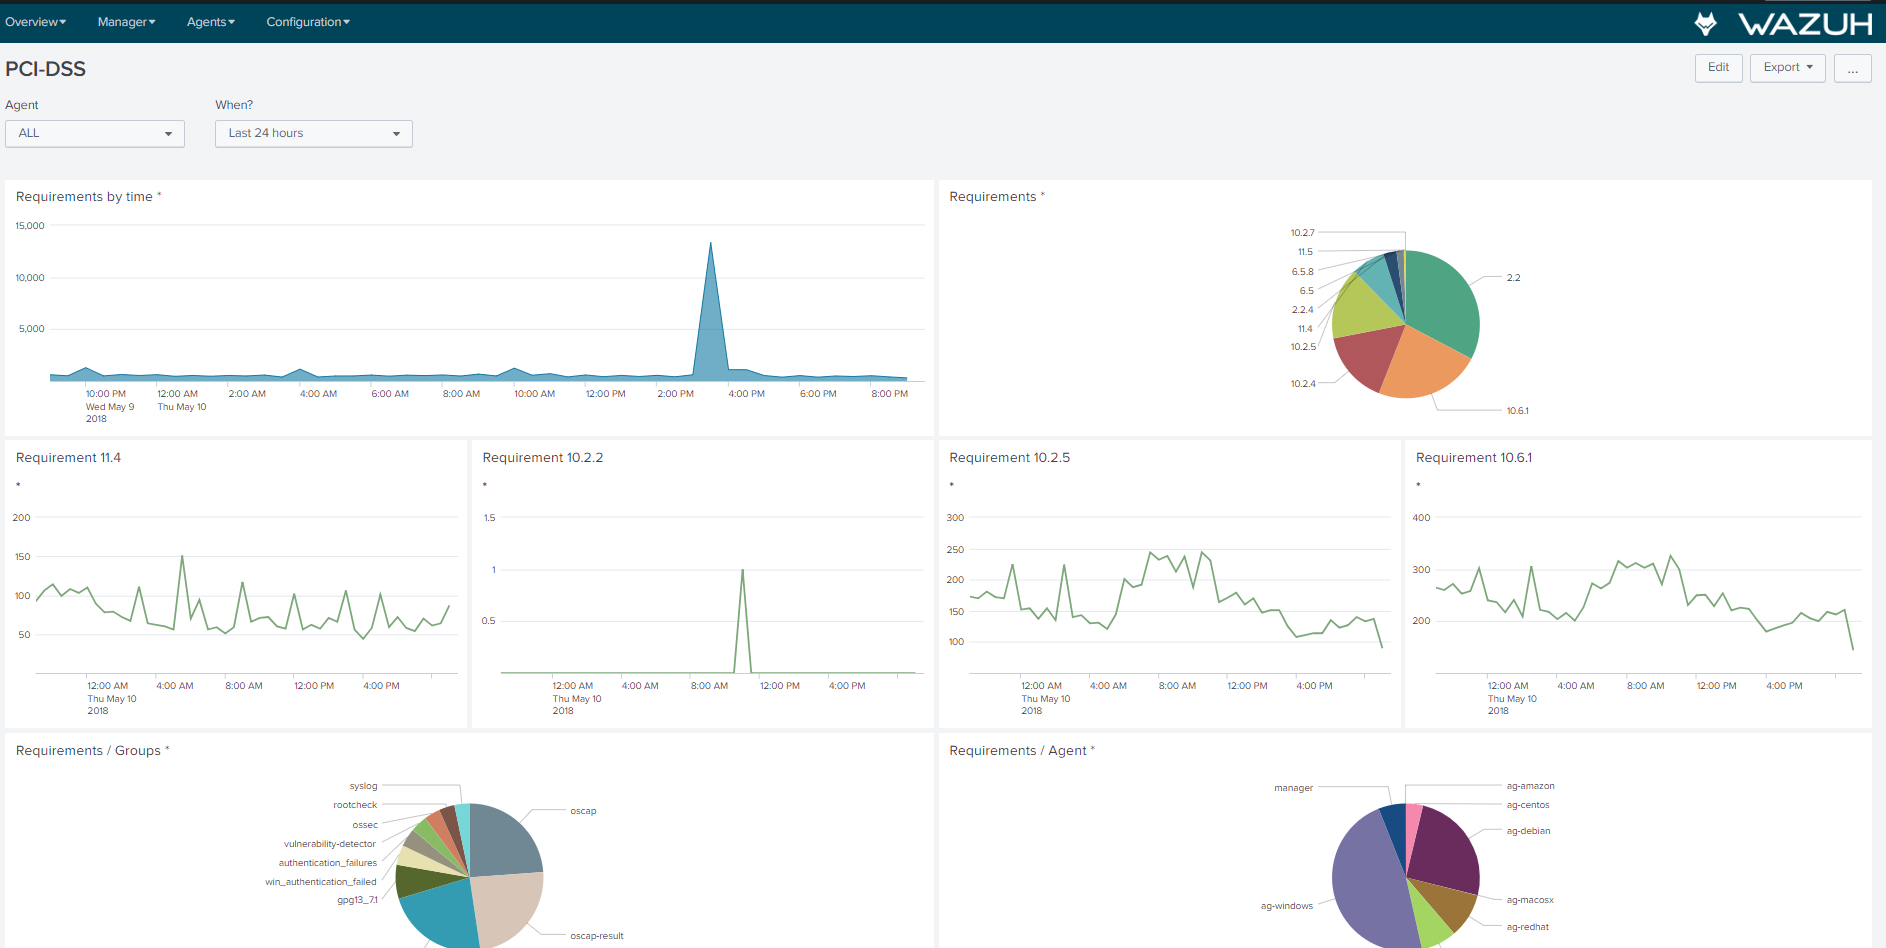 Overview Manager Agents Configuration WAZUH
PCI-DSS
Edit Export ...
Agent When?
ALL Last 24 hours
Requirements by time *
15,000
10,000
5,000
10:00 PM 12:00 AM 2:00 AM 4:00 AM 6:00 AM 8:00 AM 10:00 AM 12:00 PM 2:00 PM 4:00 PM 6:00 PM 8:00 PM
Wed May 9 Thu May 10
2018
Requirements *
10.2.7
11.5
6.5.8
6.5
2.2.4
11.4
10.2.5
10.2.4
2.2
10.6.1
Requirement 11.4
*
200
150
100
50
12:00 AM 4:00 AM 8:00 AM 12:00 PM 4:00 PM
Thu May 10
2018
Requirement 10.2.2
*
1.5
1
0.5
12:00 AM 4:00 AM 8:00 AM 12:00 PM 4:00 PM
Thu May 10
2018
Requirement 10.2.5
*
300
250
200
150
100
12:00 AM 4:00 AM 8:00 AM 12:00 PM 4:00 PM
Thu May 10
2018
Requirement 10.6.1
*
400
300
200
12:00 AM 4:00 AM 8:00 AM 12:00 PM 4:00 PM
Thu May 10
2018
Requirements / Groups *
syslog
rootcheck
ossec
vulnerability-detector
authentication_failures
win_authentication_failed
gpg13_7.1
oscap
oscap-result
Requirements / Agent *
manager
ag-windows
ag-amazon
ag-centos
ag-debian
ag-macosx
ag-redhat